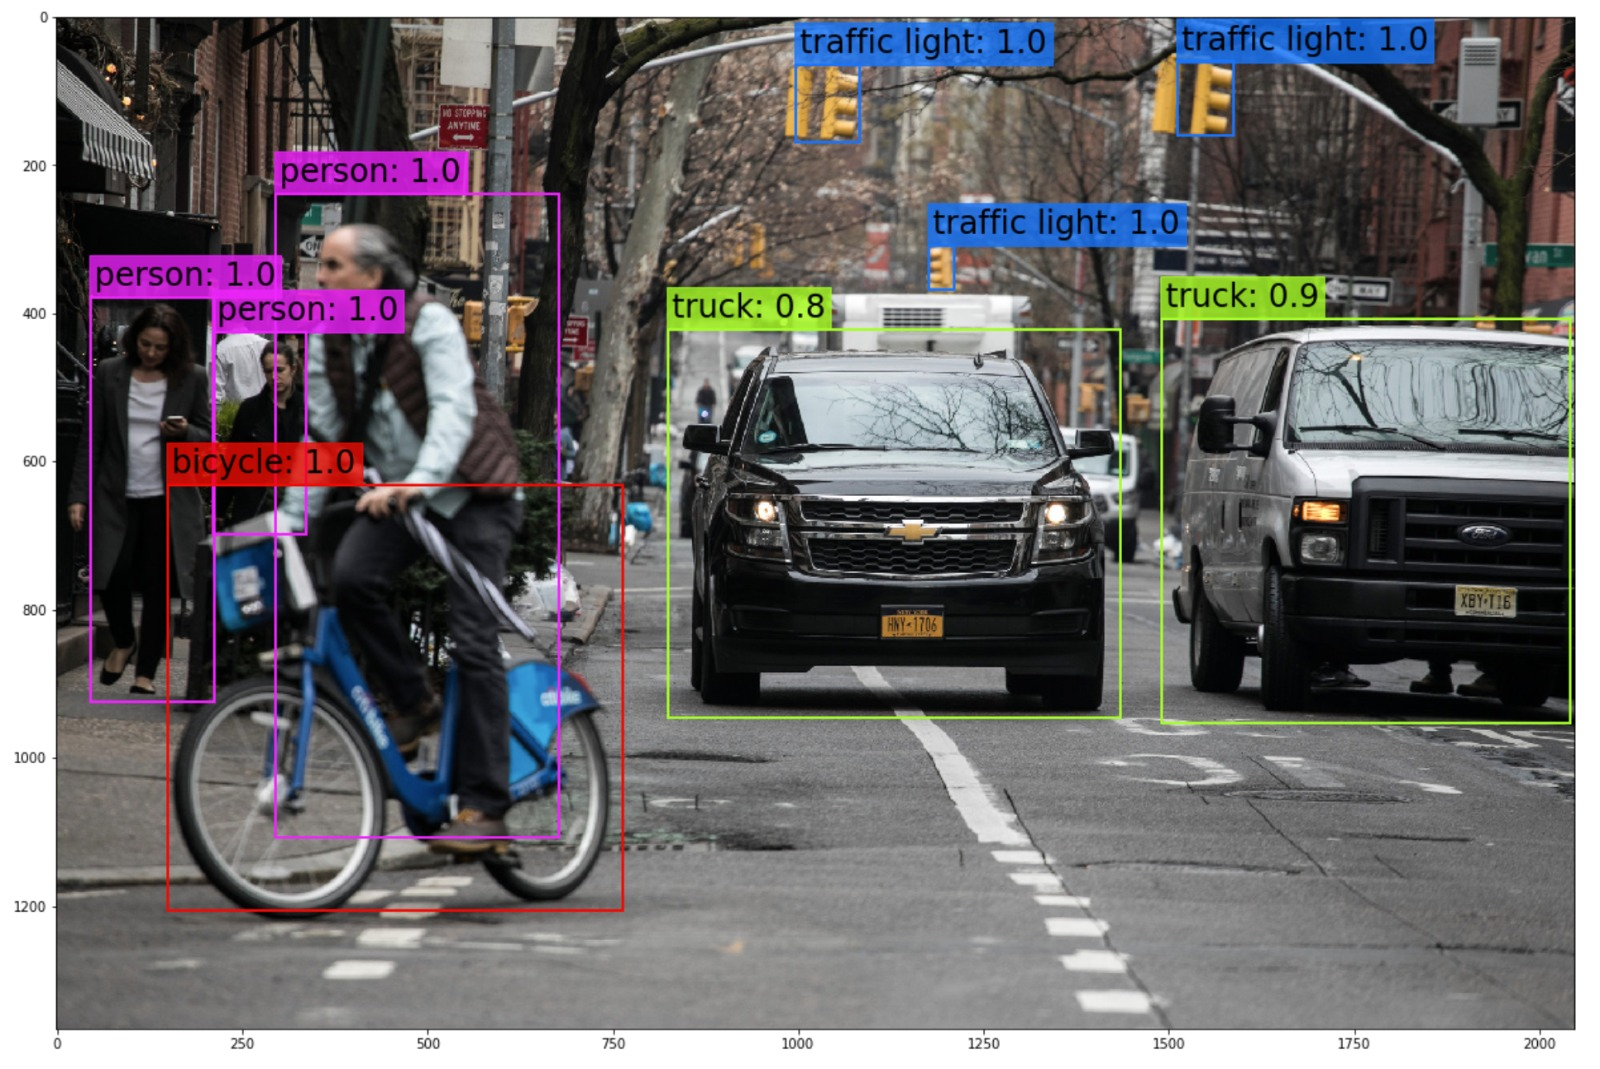 0
200
400
600
800
1000
1200
0
250
500
750
1000
1250
1500
1750
2000
traffic light: 1.0
traffic light: 1.0
NO STOPPING
ANYTIME
person: 1.0
traffic light: 1.0
person: 1.0
person: 1.0
truck: 0.8
truck: 0.9
bicycle: 1.0
XBY-T16
HNY-1706
citibike